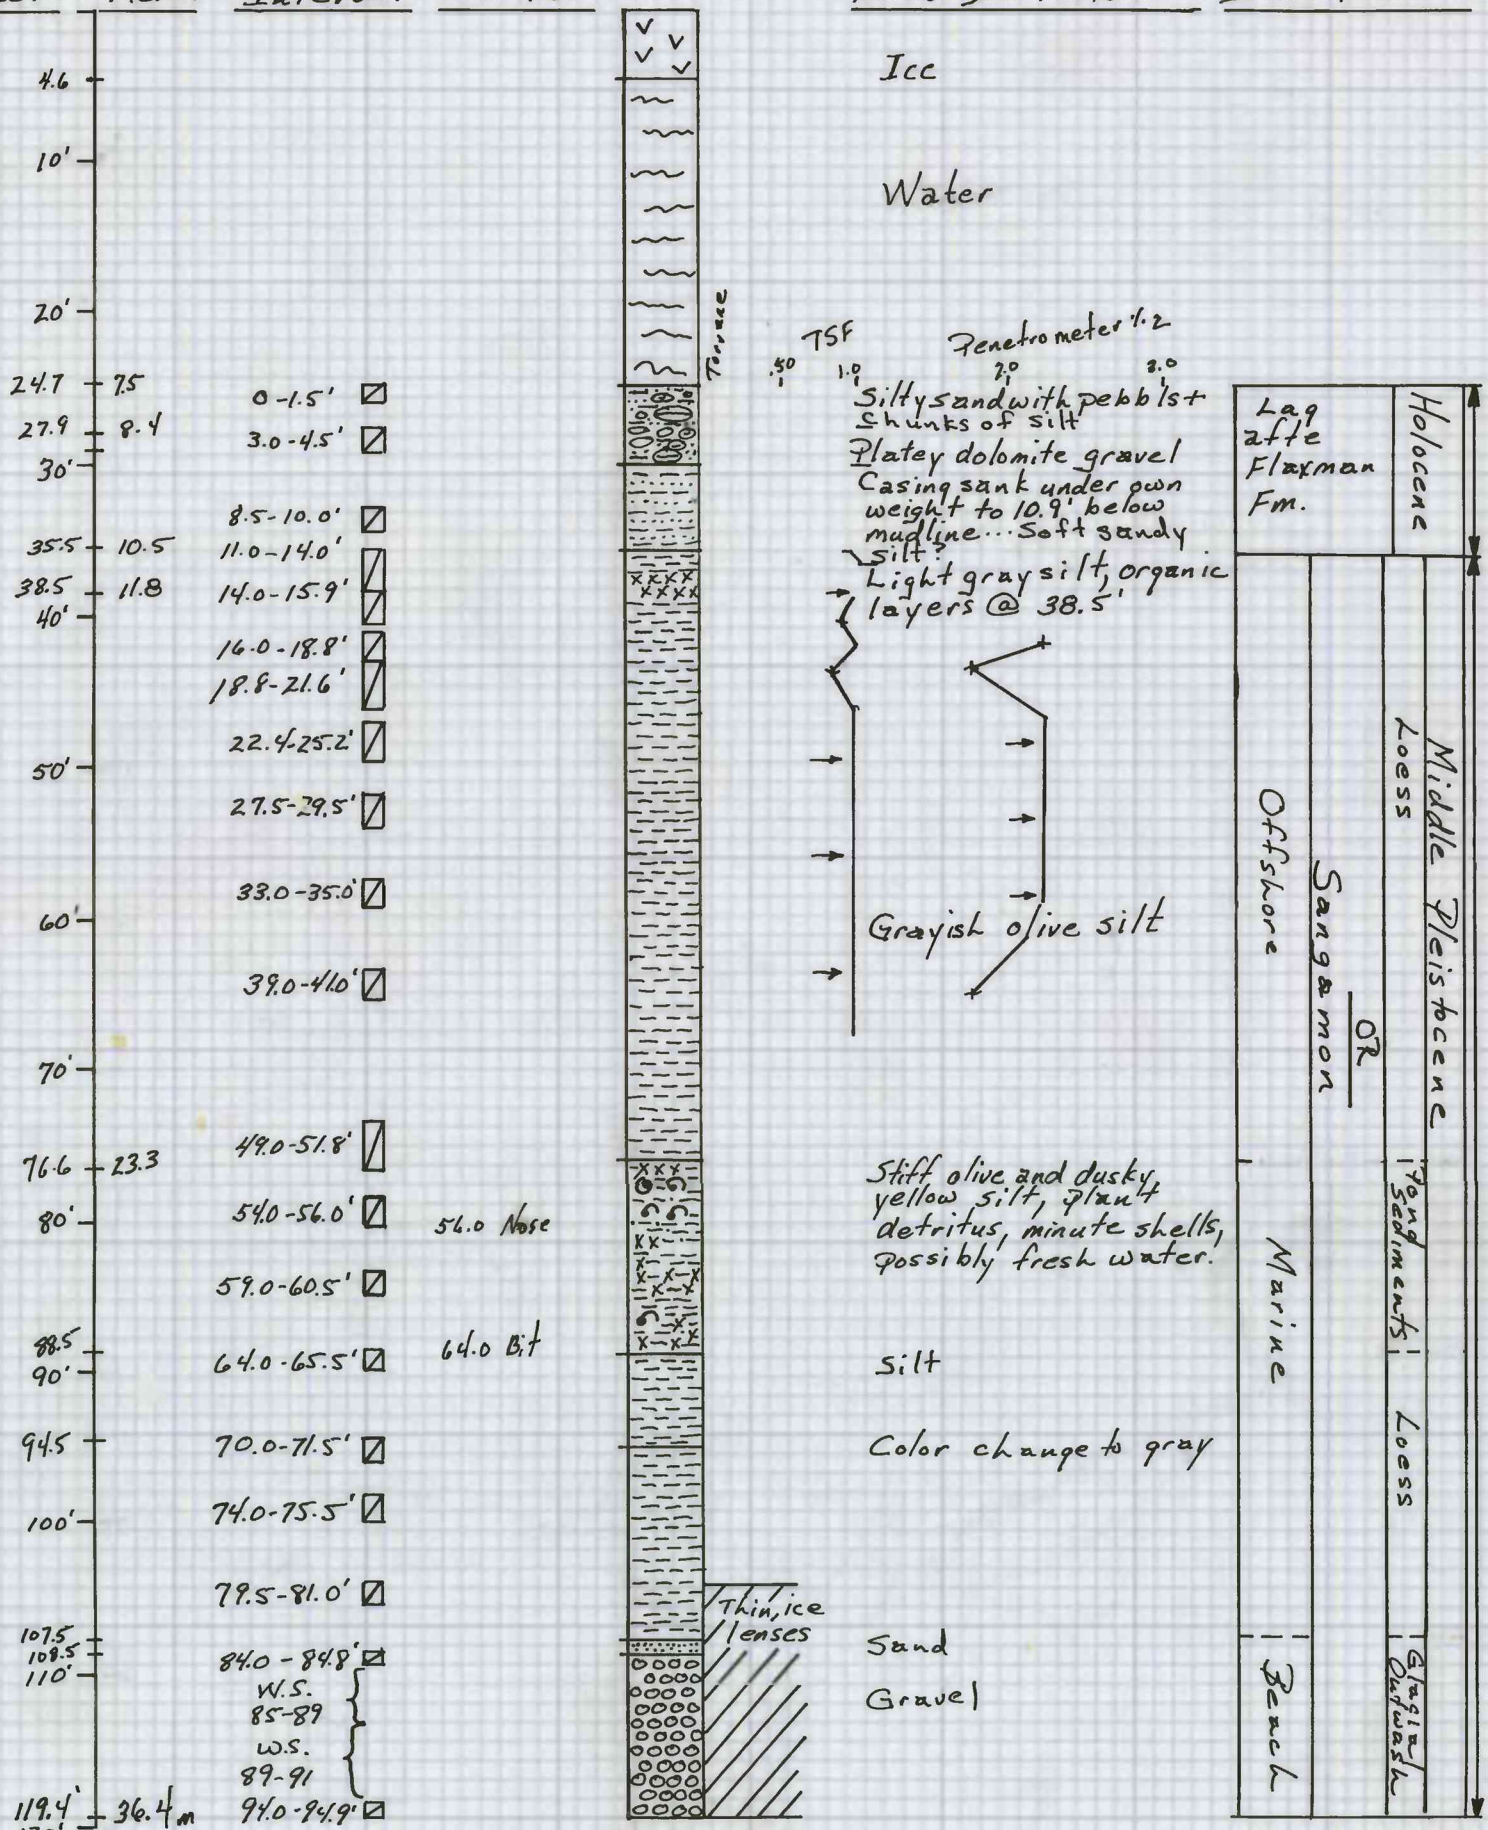 4.6
Ice
10'
Water
20'
Torvane
TSF
Penetrometer %2
.50
1.0
2.0
3.0
24.7
7.5
0-1.5'
Silty sand with pebbls +
chunks of silt
27.9
8.4
3.0-4.5'
30'
Platey dolomite gravel
Casing sank under own
weight to 10.9' below
mudline...Soft sandy
silt?
8.5-10.0'
35.5
10.5
11.0-14.0'
38.5
11.8
14.0-15.9'
Light gray silt, organic
layers @ 38.5'
40'
16.0-18.8'
18.8-21.6'
22.4-25.2'
50'
27.5-29.5'
33.0-35.0'
60'
Grayish olive silt
39.0-41.0'
70'
49.0-51.8'
76.6
23.3
Stiff olive and dusky
yellow silt, plant
detritus, minute shells,
possibly fresh water.
80'
54.0-56.0'
56.0 Nose
59.0-60.5'
88.5
90'
64.0-65.5'
64.0 Bit
Silt
94.5
70.0-71.5'
Color change to gray
100'
74.0-75.5'
79.5-81.0'
Thin, ice
lenses
107.5
108.5
110'
84.0-84.8'
Sand
W.S.
85-89
Gravel
W.S.
89-91
119.4'
36.4 m
94.0-94.9'
Lag
afte
Flaxman
Fm.
Holocene
Offshore
Marine
Beach
Sangamon
OR
Loess
Pond
Sediments
Loess
Glacial
Outwash
Middle Pleistocene